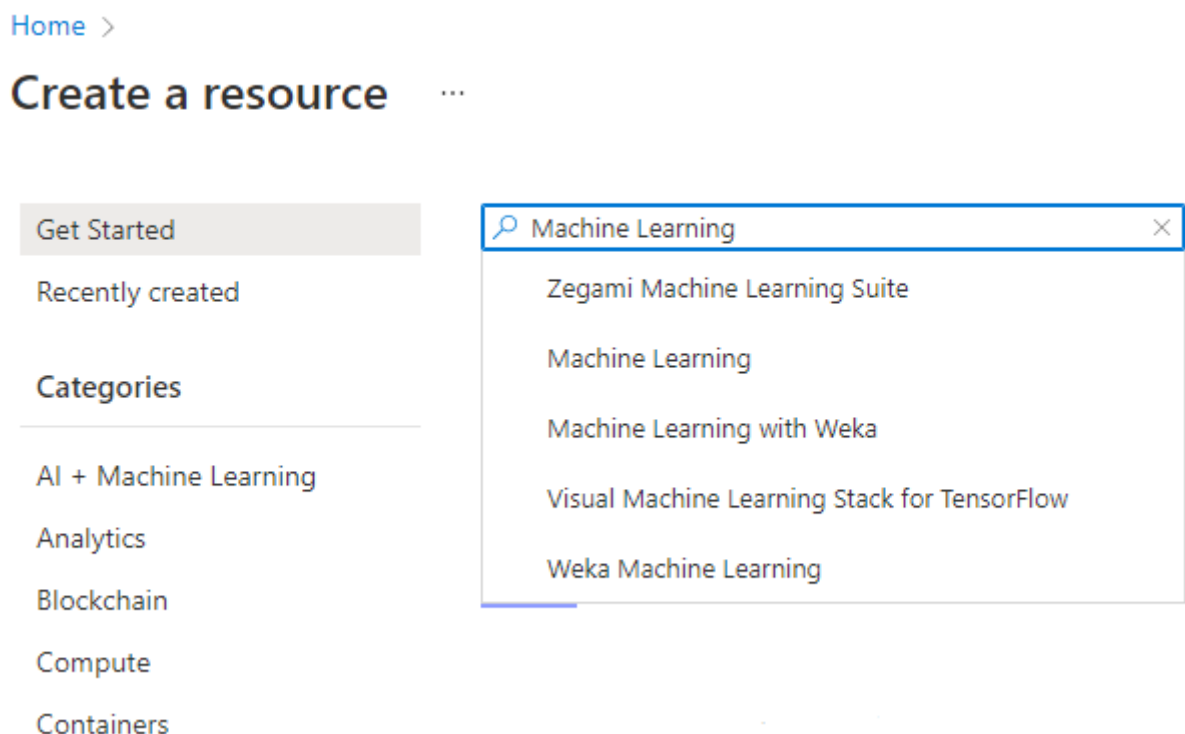 Home >
Create a resource ...
Get Started
Recently created
Categories
AI + Machine Learning
Analytics
Blockchain
Compute
Containers
Machine Learning
Zegami Machine Learning Suite
Machine Learning
Machine Learning with Weka
Visual Machine Learning Stack for TensorFlow
Weka Machine Learning